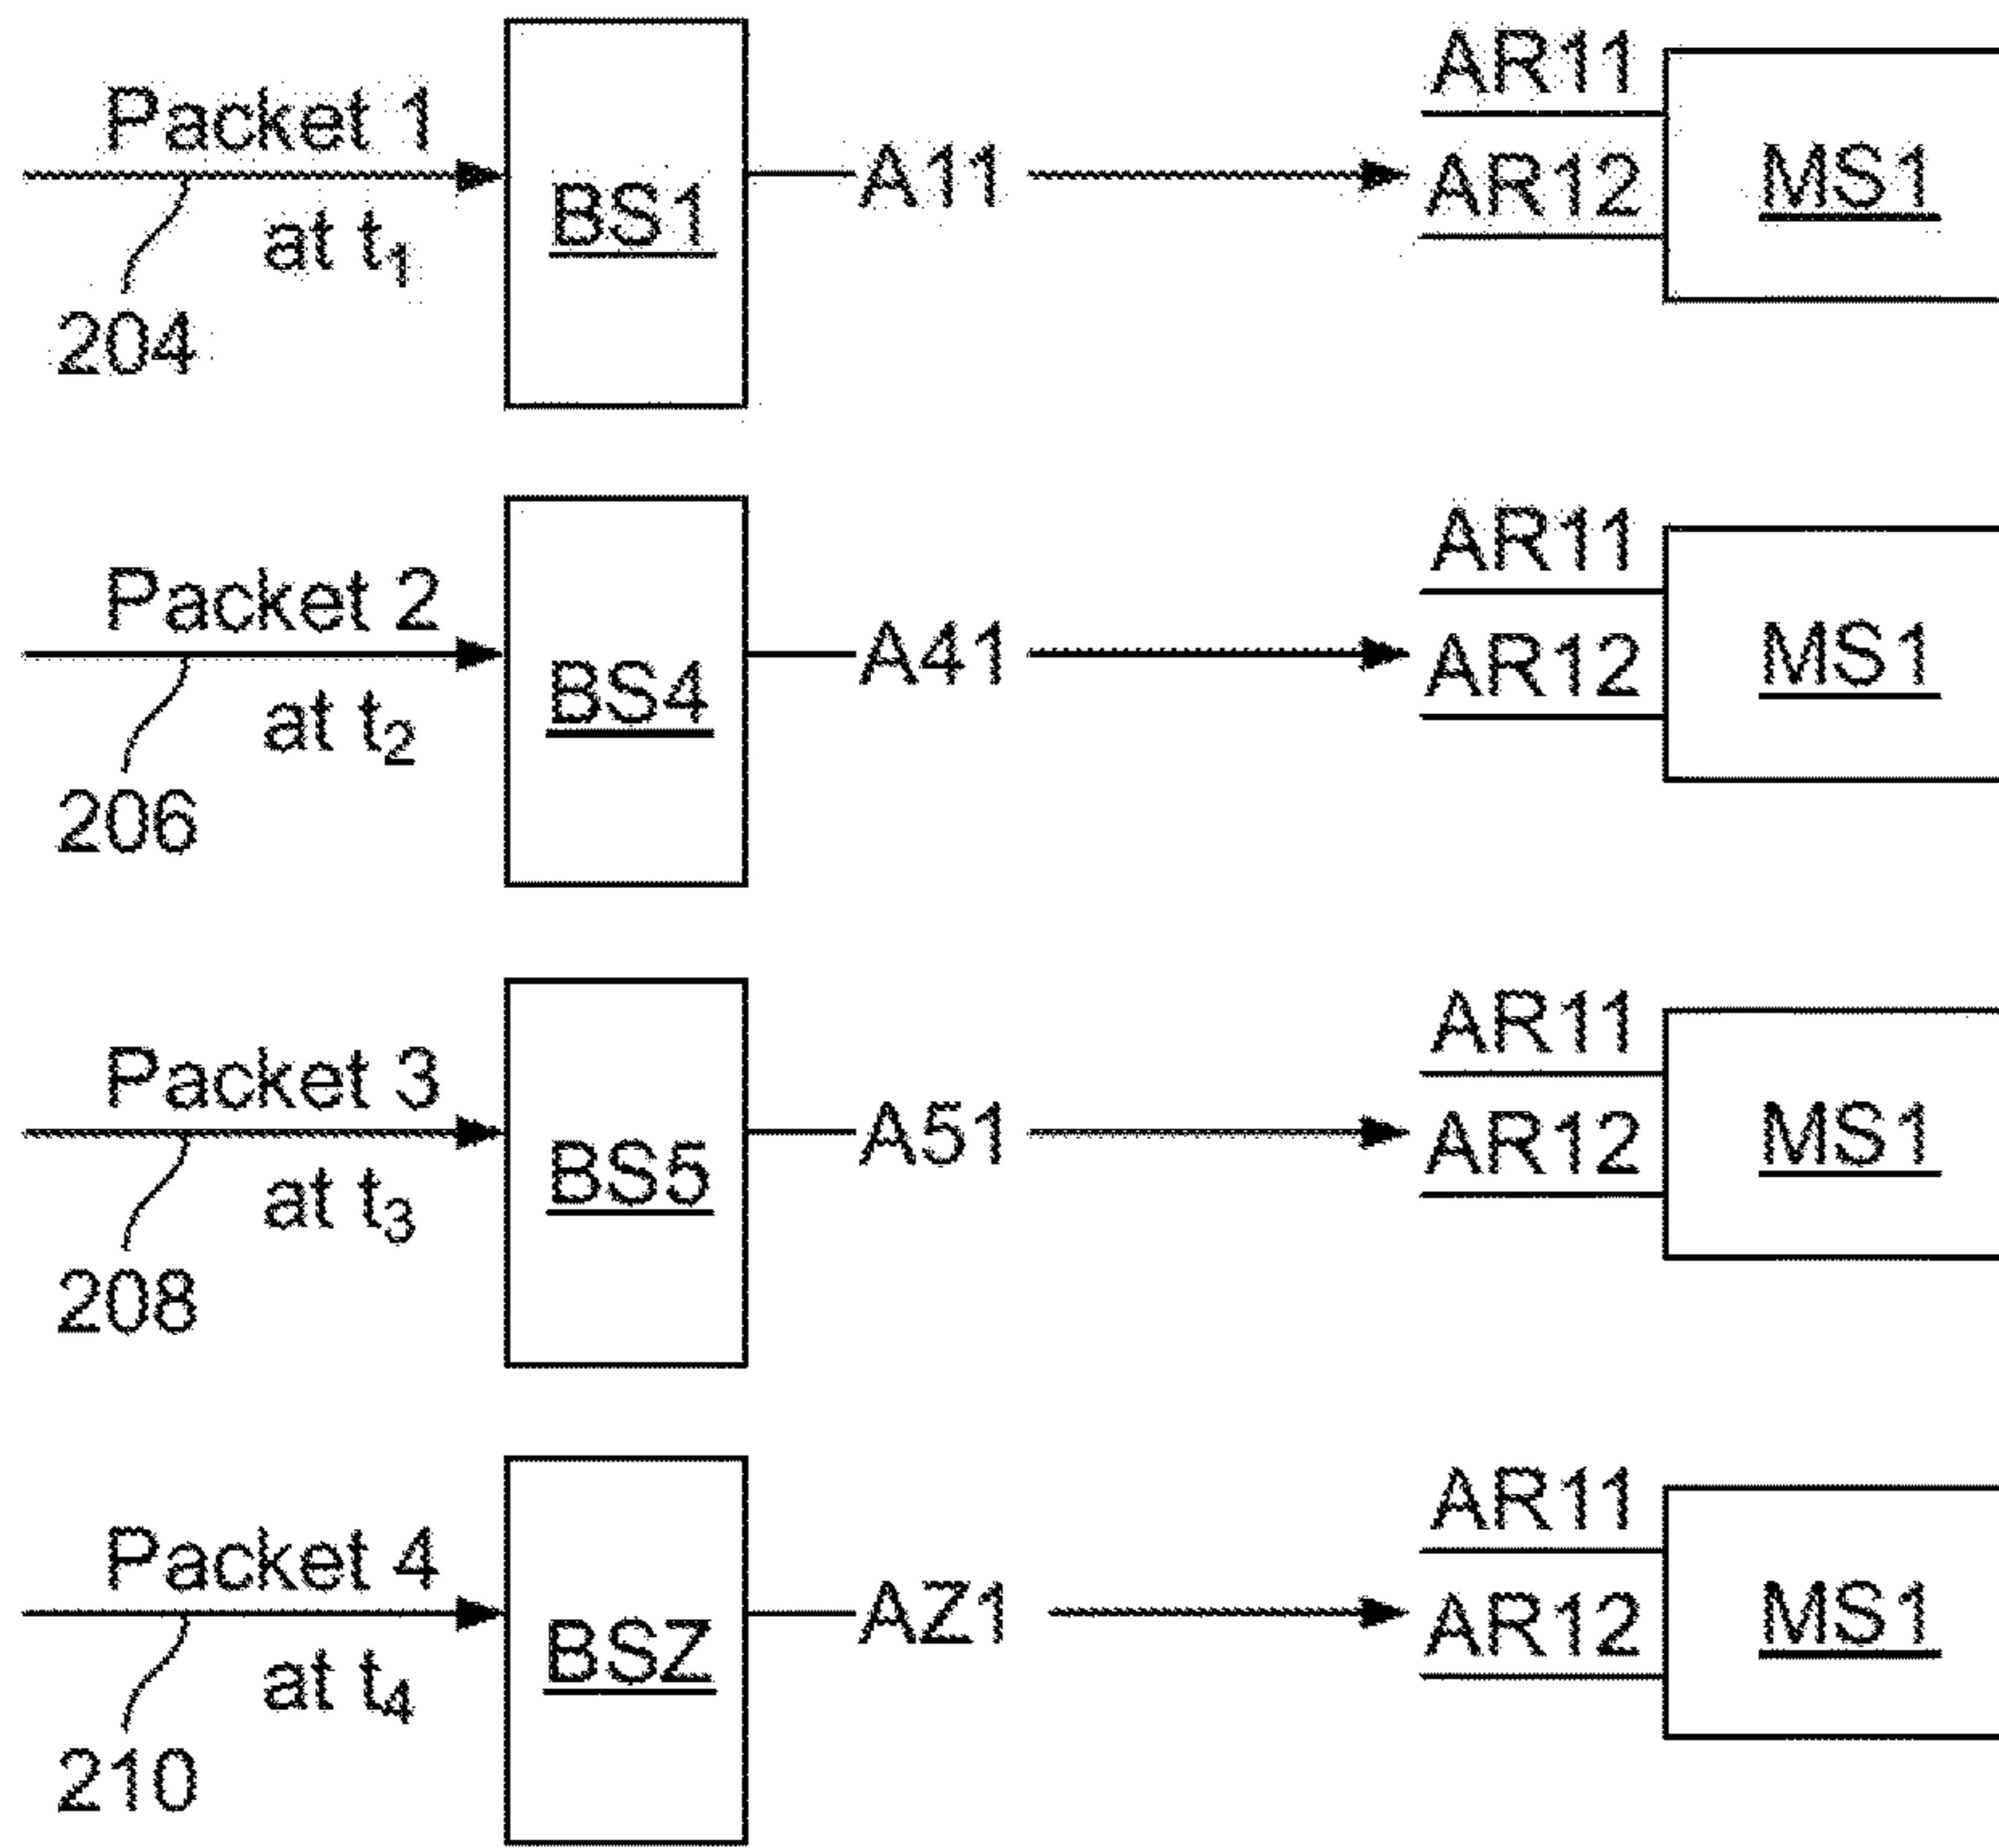 AR11
Packet 1
A11
AR12
MS1
BS1
at t₁
204
AR11
Packet 2
A41
AR12
MS1
BS4
at t₂
206
AR11
Packet 3
A51
AR12
MS1
BS5
at t₃
208
AR11
Packet 4
AZ1
AR12
MS1
BSZ
at t₄
210